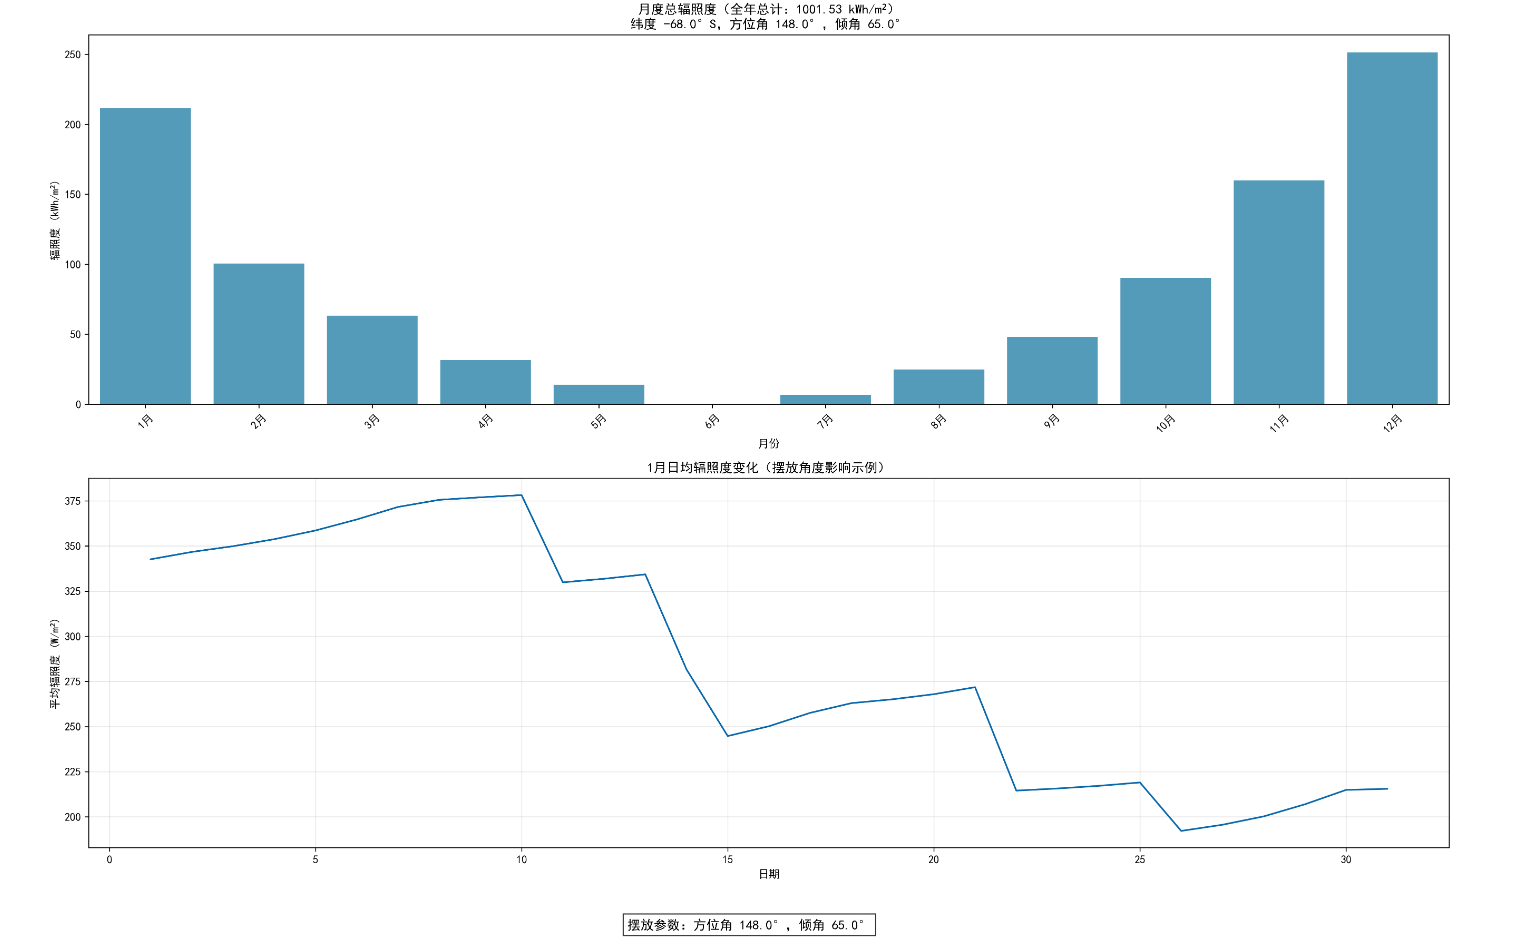 月度总辐照度（全年总计：1001.53 kWh/m²）
纬度 -68.0°S，方位角 148.0°，倾角 65.0°
辐照度 (kWh/m²)
250
200
150
100
50
0
1月 2月 3月 4月 5月 6月 7月 8月 9月 10月 11月 12月
月份
1月日均辐照度变化（摆放角度影响示例）
平均辐照度 (W/m²)
375
350
325
300
275
250
225
200
0 5 10 15 20 25 30
日期
摆放参数：方位角 148.0°，倾角 65.0°